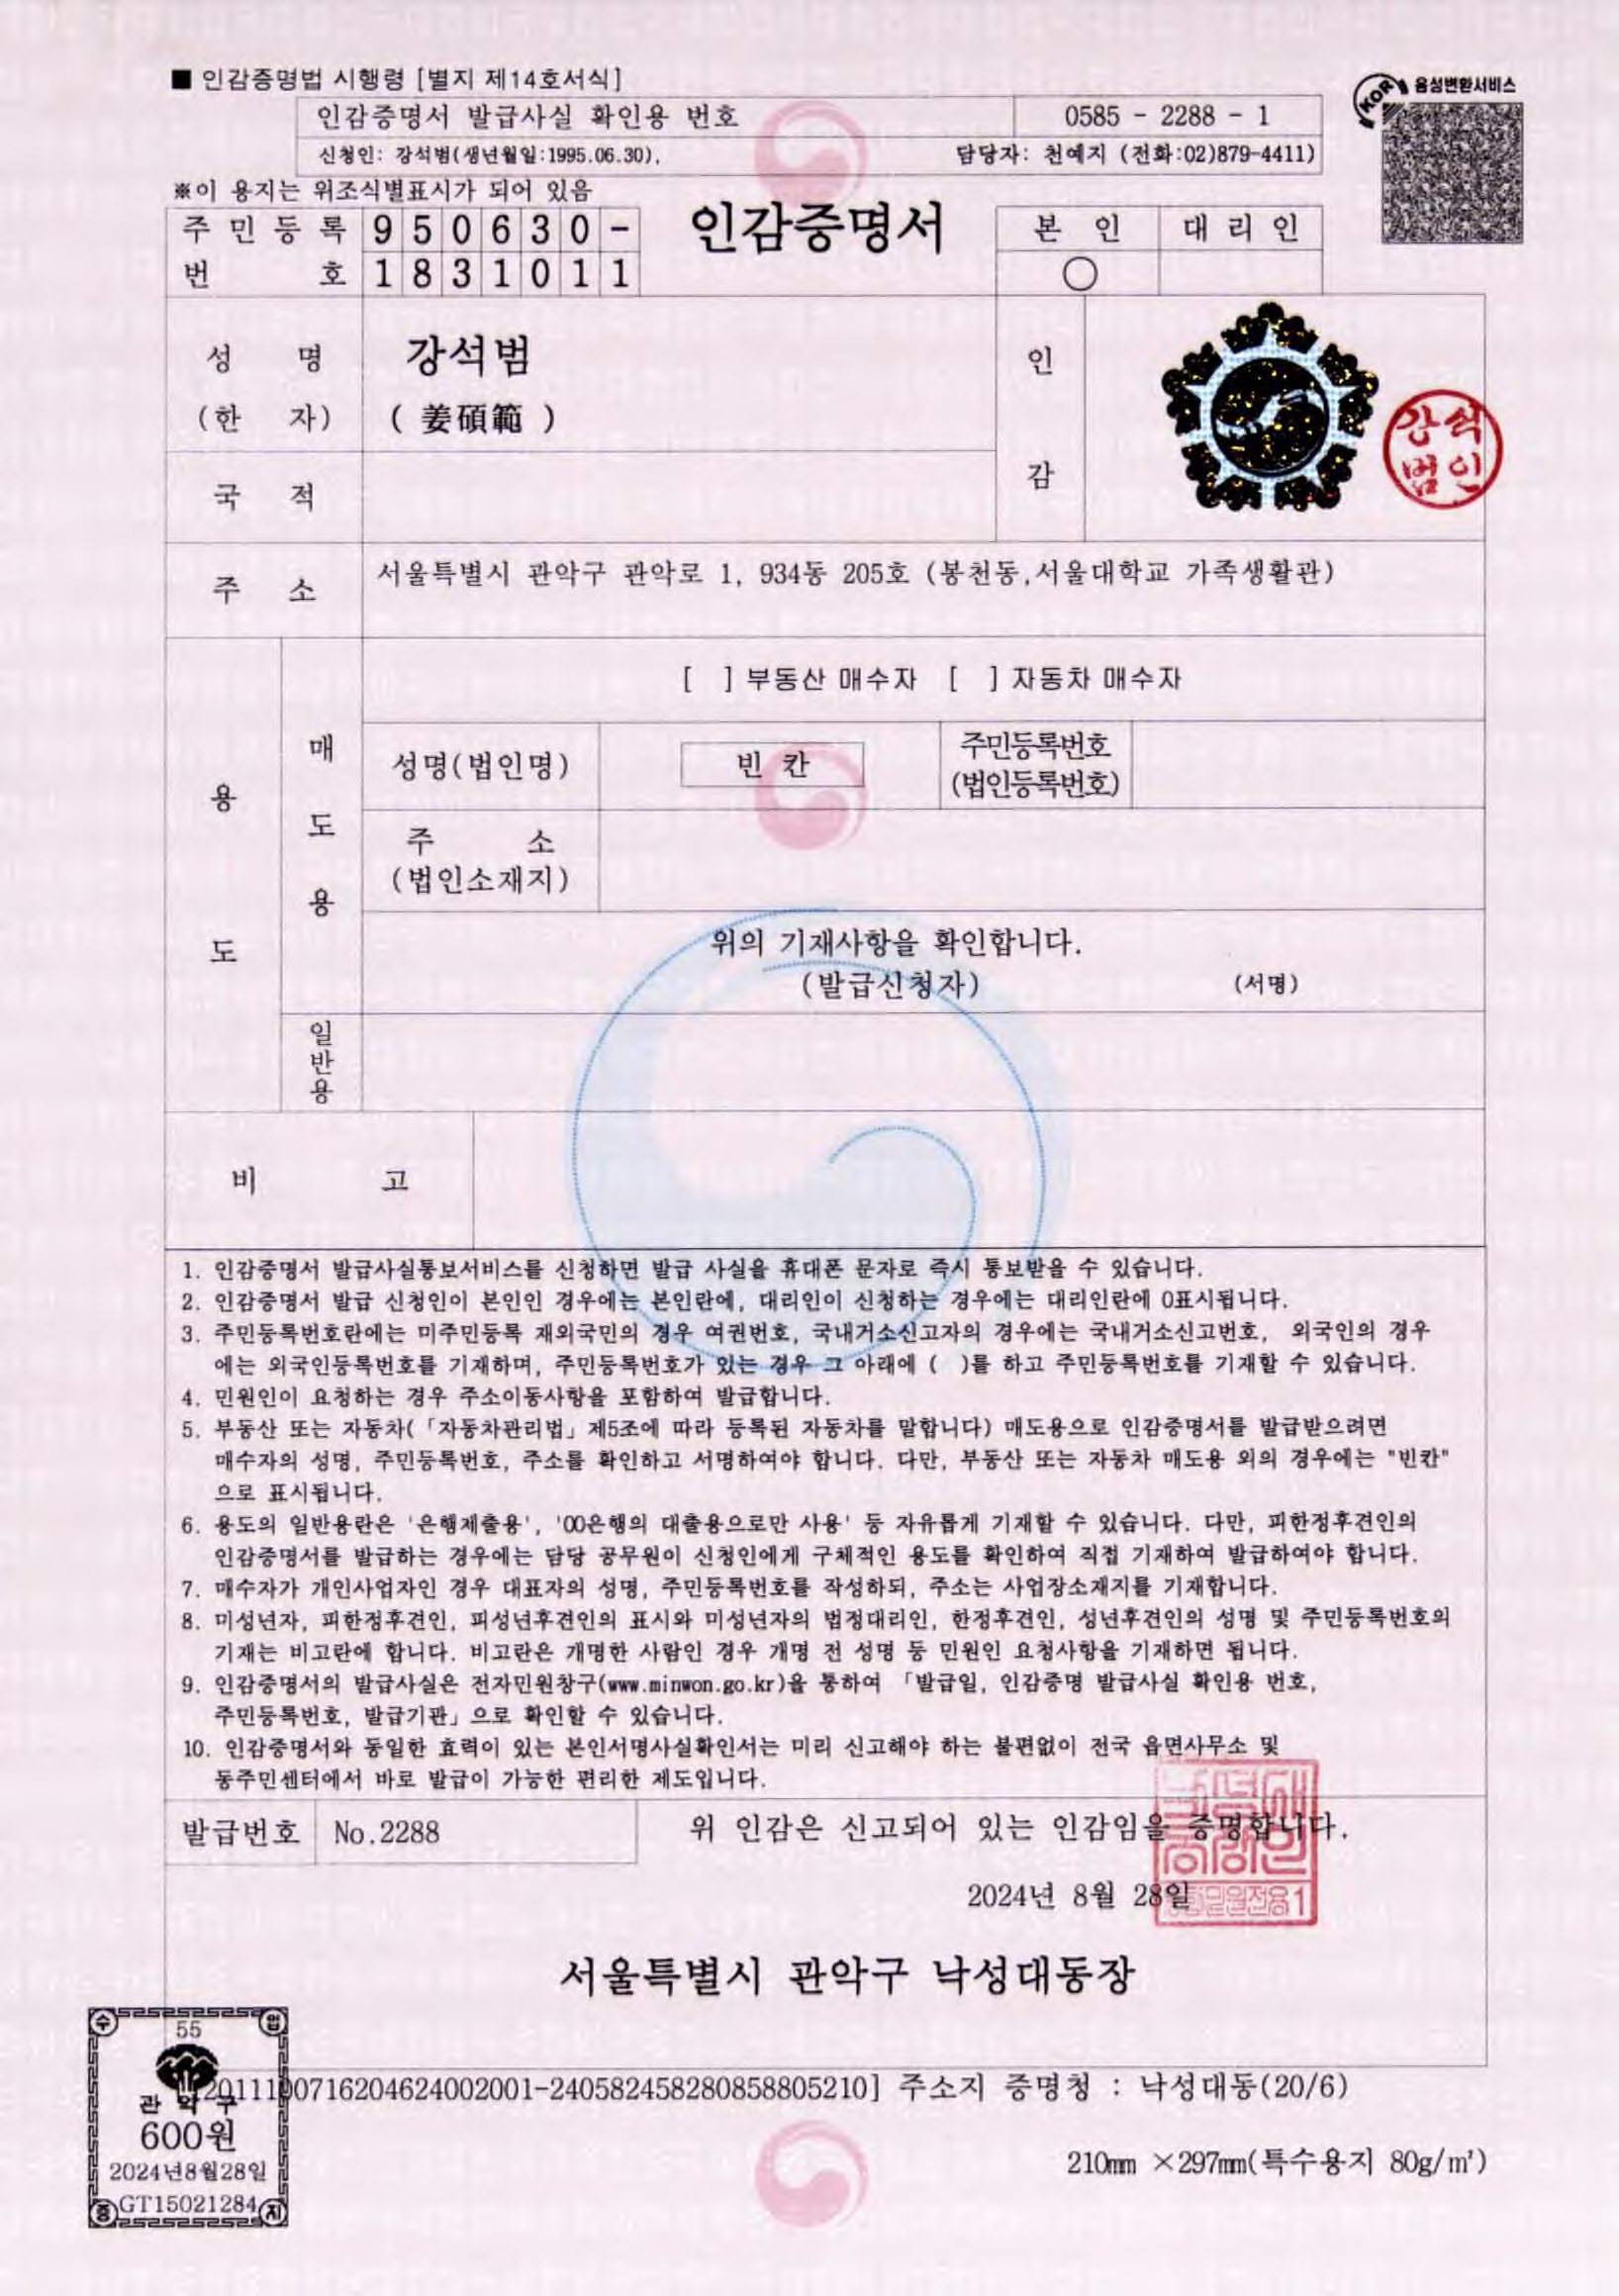 ■ 인감증명법 시행령 [별지 제14호서식]
음성변환서비스
KOR
인감증명서 발급사실 확인용 번호 0585 - 2288 - 1
신청인: 강석범(생년월일:1995.06.30), 담당자: 천예지 (전화:02)879-4411)
※이 용지는 위조식별표시가 되어 있음
주민등록 950630-
번호 1831011
인감증명서
본 인 대 리 인
○
성 명 강석범
(한 자) ( 姜碩範 )
인
감
강석
범인
국 적
주 소 서울특별시 관악구 관악로 1, 934동 205호 (봉천동,서울대학교 가족생활관)
용
도
매
도
용
[ ] 부동산 매수자 [ ] 자동차 매수자
성명(법인명) 빈 칸 주민등록번호
(법인등록번호)
주 소
(법인소재지)
위의 기재사항을 확인합니다.
(발급신청자) (서명)
일
반
용
비 고
1. 인감증명서 발급사실통보서비스를 신청하면 발급 사실을 휴대폰 문자로 즉시 통보받을 수 있습니다.
2. 인감증명서 발급 신청인이 본인인 경우에는 본인란에, 대리인이 신청하는 경우에는 대리인란에 0표시됩니다.
3. 주민등록번호란에는 미주민등록 재외국민의 경우 여권번호, 국내거소신고자의 경우에는 국내거소신고번호, 외국인의 경우
에는 외국인등록번호를 기재하며, 주민등록번호가 있는 경우 그 아래에 ( )를 하고 주민등록번호를 기재할 수 있습니다.
4. 민원인이 요청하는 경우 주소이동사항을 포함하여 발급합니다.
5. 부동산 또는 자동차(「자동차관리법」제5조에 따라 등록된 자동차를 말합니다) 매도용으로 인감증명서를 발급받으려면
매수자의 성명, 주민등록번호, 주소를 확인하고 서명하여야 합니다. 다만, 부동산 또는 자동차 매도용 외의 경우에는 "빈칸"
으로 표시됩니다.
6. 용도의 일반용란은 '은행제출용', '00은행의 대출용으로만 사용' 등 자유롭게 기재할 수 있습니다. 다만, 피한정후견인의
인감증명서를 발급하는 경우에는 담당 공무원이 신청인에게 구체적인 용도를 확인하여 직접 기재하여 발급하여야 합니다.
7. 매수자가 개인사업자인 경우 대표자의 성명, 주민등록번호를 작성하되, 주소는 사업장소재지를 기재합니다.
8. 미성년자, 피한정후견인, 피성년후견인의 표시와 미성년자의 법정대리인, 한정후견인, 성년후견인의 성명 및 주민등록번호의
기재는 비고란에 합니다. 비고란은 개명한 사람인 경우 개명 전 성명 등 민원인 요청사항을 기재하면 됩니다.
9. 인감증명서의 발급사실은 전자민원창구(www.minwon.go.kr)을 통하여 「발급일, 인감증명 발급사실 확인용 번호,
주민등록번호, 발급기관」으로 확인할 수 있습니다.
10. 인감증명서와 동일한 효력이 있는 본인서명사실확인서는 미리 신고해야 하는 불편없이 전국 읍면사무소 및
동주민센터에서 바로 발급이 가능한 편리한 제도입니다.
발급번호 No.2288 위 인감은 신고되어 있는 인감임을 증명합니다.
2024년 8월 28일
민원전용1
서울특별시 관악구 낙성대동장
수 입
55
관 악 구
600원
2024년8월28일
GT15021284
증 지
00716204624002001-240582458280858805210] 주소지 증명청 : 낙성대동(20/6)
210mm ×297mm(특수용지 80g/㎡)